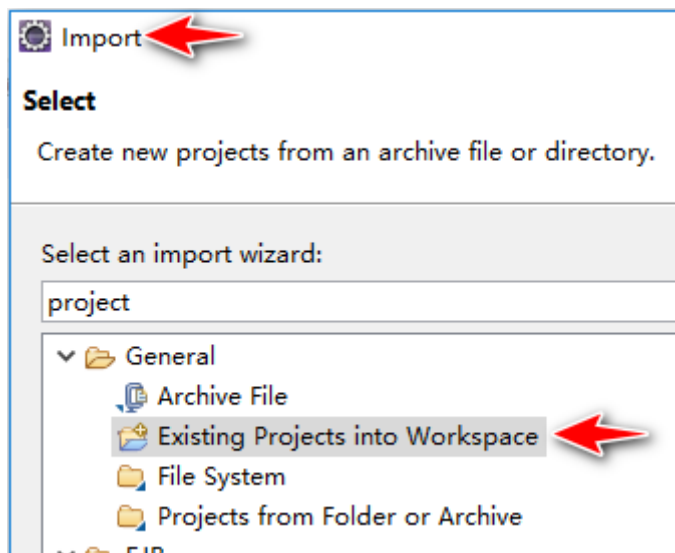 Import
Select
Create new projects from an archive file or directory.
Select an import wizard:
project
General
Archive File
Existing Projects into Workspace
File System
Projects from Folder or Archive